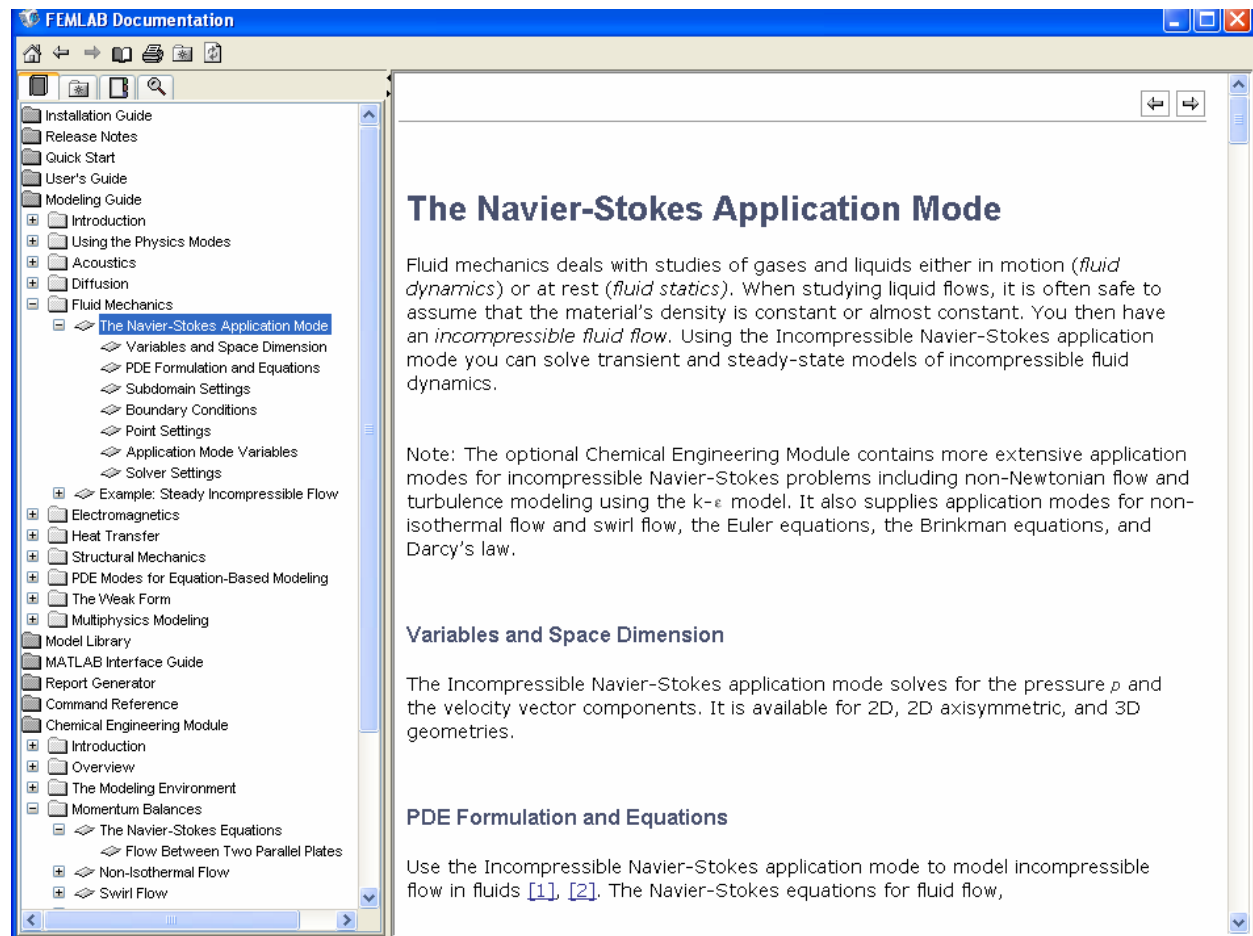 FEMLAB Documentation
Installation Guide
Release Notes
Quick Start
User's Guide
Modeling Guide
Introduction
Using the Physics Modes
Acoustics
Diffusion
Fluid Mechanics
The Navier-Stokes Application Mode
Variables and Space Dimension
PDE Formulation and Equations
Subdomain Settings
Boundary Conditions
Point Settings
Application Mode Variables
Solver Settings
Example: Steady Incompressible Flow
Electromagnetics
Heat Transfer
Structural Mechanics
PDE Modes for Equation-Based Modeling
The Weak Form
Multiphysics Modeling
Model Library
MATLAB Interface Guide
Report Generator
Command Reference
Chemical Engineering Module
Introduction
Overview
The Modeling Environment
Momentum Balances
The Navier-Stokes Equations
Flow Between Two Parallel Plates
Non-Isothermal Flow
Swirl Flow
The Navier-Stokes Application Mode
Fluid mechanics deals with studies of gases and liquids either in motion (fluid
dynamics) or at rest (fluid statics). When studying liquid flows, it is often safe to
assume that the material's density is constant or almost constant. You then have
an incompressible fluid flow. Using the Incompressible Navier-Stokes application
mode you can solve transient and steady-state models of incompressible fluid
dynamics.
Note: The optional Chemical Engineering Module contains more extensive application
modes for incompressible Navier-Stokes problems including non-Newtonian flow and
turbulence modeling using the k-ε model. It also supplies application modes for non-
isothermal flow and swirl flow, the Euler equations, the Brinkman equations, and
Darcy's law.
Variables and Space Dimension
The Incompressible Navier-Stokes application mode solves for the pressure p and
the velocity vector components. It is available for 2D, 2D axisymmetric, and 3D
geometries.
PDE Formulation and Equations
Use the Incompressible Navier-Stokes application mode to model incompressible
flow in fluids [1], [2]. The Navier-Stokes equations for fluid flow,